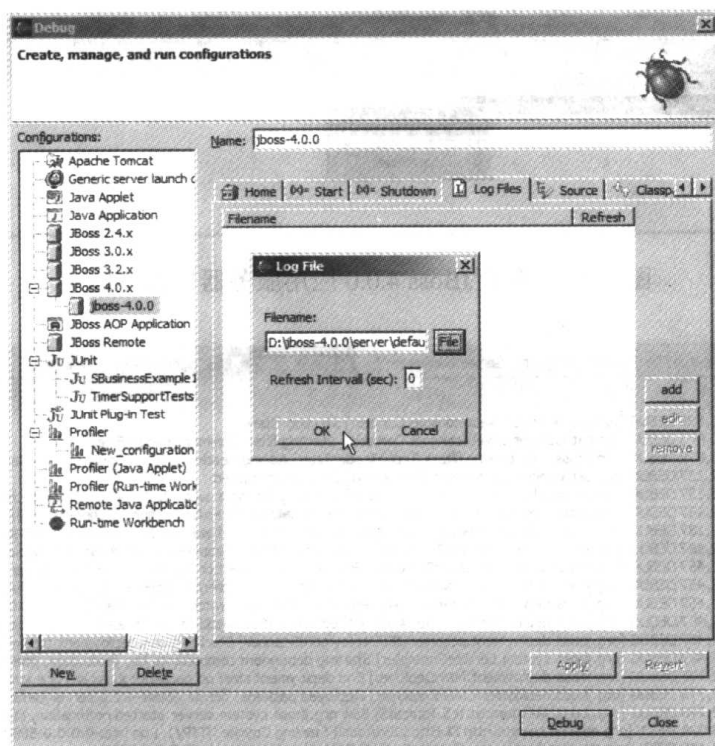 Debug
Create, manage, and run configurations
Configurations:
Name: jboss-4.0.0
Apache Tomcat
Generic server launch c
Java Applet
Java Application
JBoss 2.4.x
JBoss 3.0.x
JBoss 3.2.x
JBoss 4.0.x
jboss-4.0.0
JBoss AOP Application
JBoss Remote
Ju JUnit
Ju SBusinessExample1
Ju TimerSupportTests
Ju JUnit Plug-in Test
Profiler
New_configuration
Profiler (Java Applet)
Profiler (Run-time Work
Remote Java Applicatic
Run-time Workbench
New
Delete
Home (x)= Start (x)= Shutdown Log Files Source Classp
Filename Refresh
Log File
Filename:
D:\jboss-4.0.0\server\defau File
Refresh Intervall (sec): 0
OK Cancel
add
edit
remove
Apply Revert
Debug Close